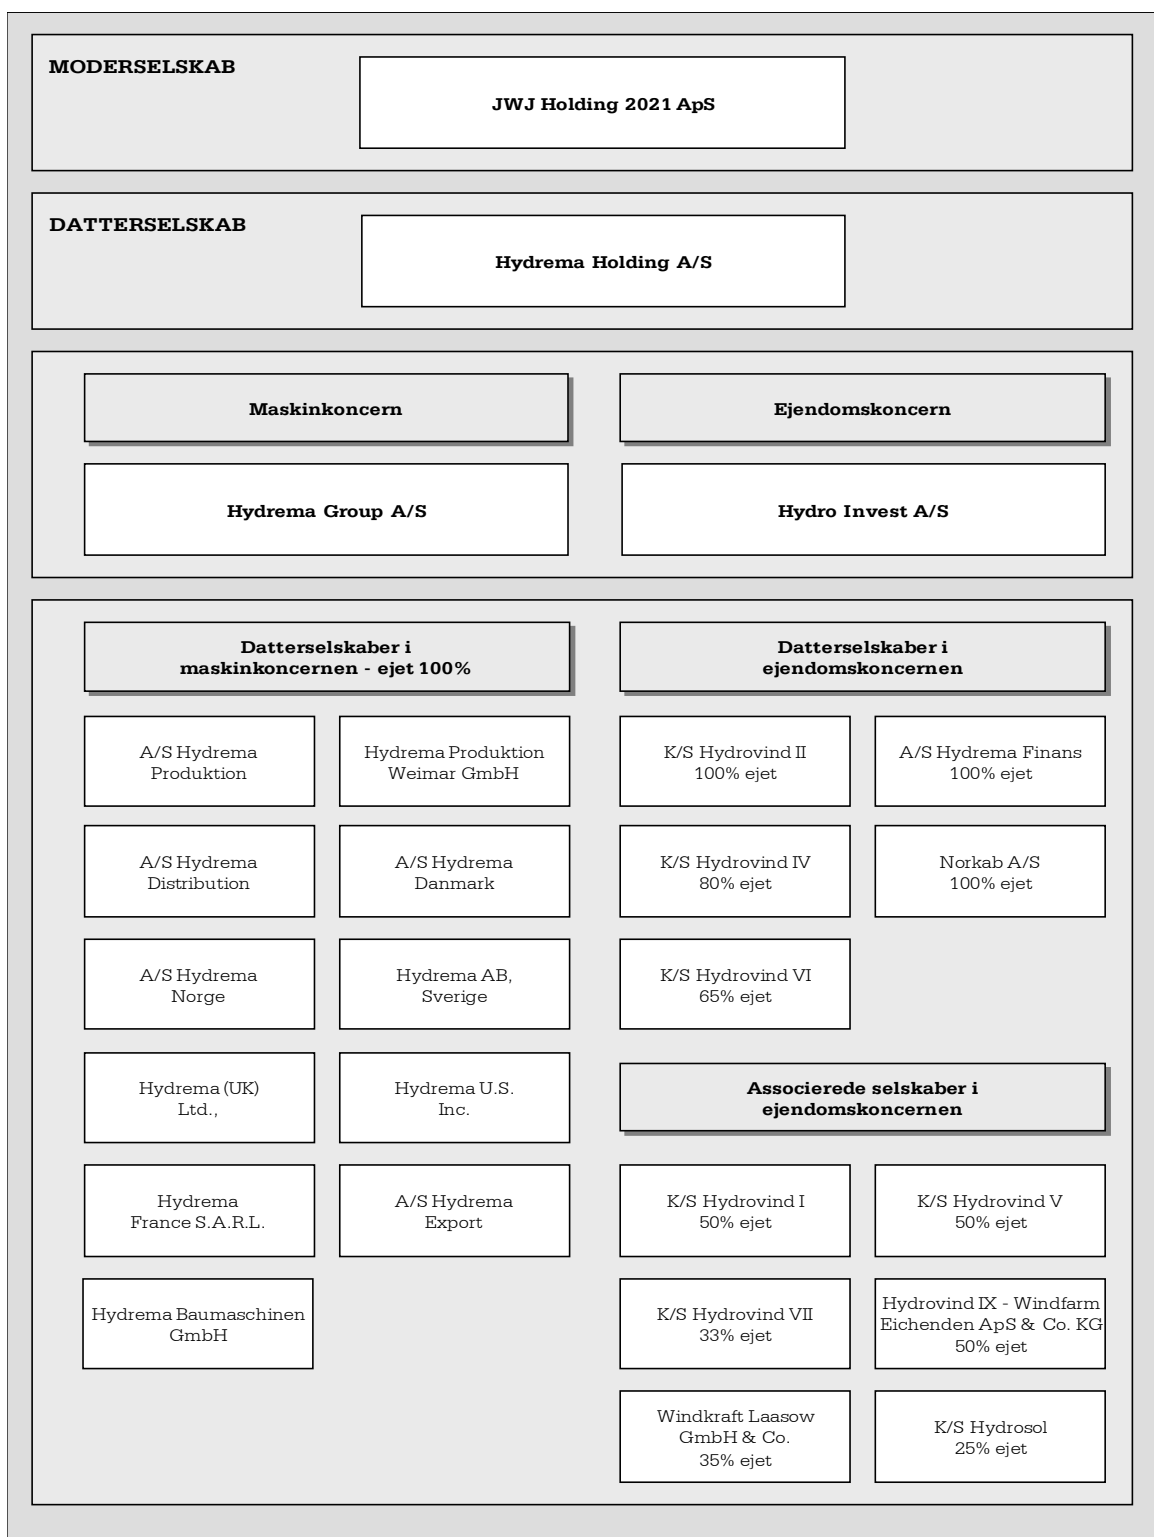 MODERSELSKAB
JWJ Holding 2021 ApS
DATTERSELSKAB
Hydrema Holding A/S
Maskinkoncern
Ejendomskoncern
Hydrema Group A/S
Hydro Invest A/S
Datterselskaber i
maskinkoncernen - ejet 100%
A/S Hydrema
Produktion
Hydrema Produktion
Weimar GmbH
A/S Hydrema
Distribution
A/S Hydrema
Danmark
A/S Hydrema
Norge
Hydrema AB,
Sverige
Hydrema (UK)
Ltd.,
Hydrema U.S.
Inc.
Hydrema
France S.A.R.L.
A/S Hydrema
Export
Hydrema Baumaschinen
GmbH
Datterselskaber i
ejendomskoncernen
K/S Hydrovind II
100% ejet
A/S Hydrema Finans
100% ejet
K/S Hydrovind IV
80% ejet
Norkab A/S
100% ejet
K/S Hydrovind VI
65% ejet
Associerede selskaber i
ejendomskoncernen
K/S Hydrovind I
50% ejet
K/S Hydrovind V
50% ejet
K/S Hydrovind VII
33% ejet
Hydrovind IX - Windfarm
Eichenden ApS & Co. KG
50% ejet
Windkraft Laasow
GmbH & Co.
35% ejet
K/S Hydrosol
25% ejet